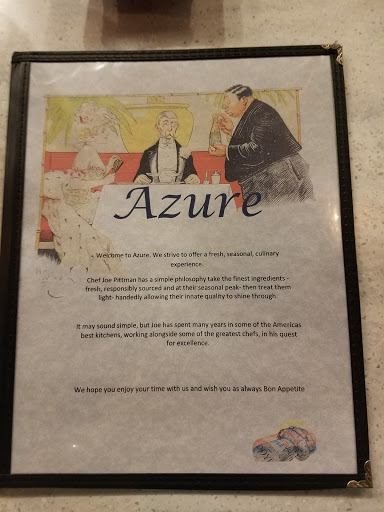 Azure
Welcome to Azure. We strive to offer a fresh, seasonal, culinary
experience.
Chef Joe Pittman has a simple philosophy take the finest ingredients -
fresh, responsibly sourced and at their seasonal peak- then treat them
light- handedly allowing their innate quality to shine through.
It may sound simple, but Joe has spent many years in some of the Americas
best kitchens, working alongside some of the greatest chefs, in his quest
for excellence.
We hope you enjoy your time with us and wish you as always Bon Appetite